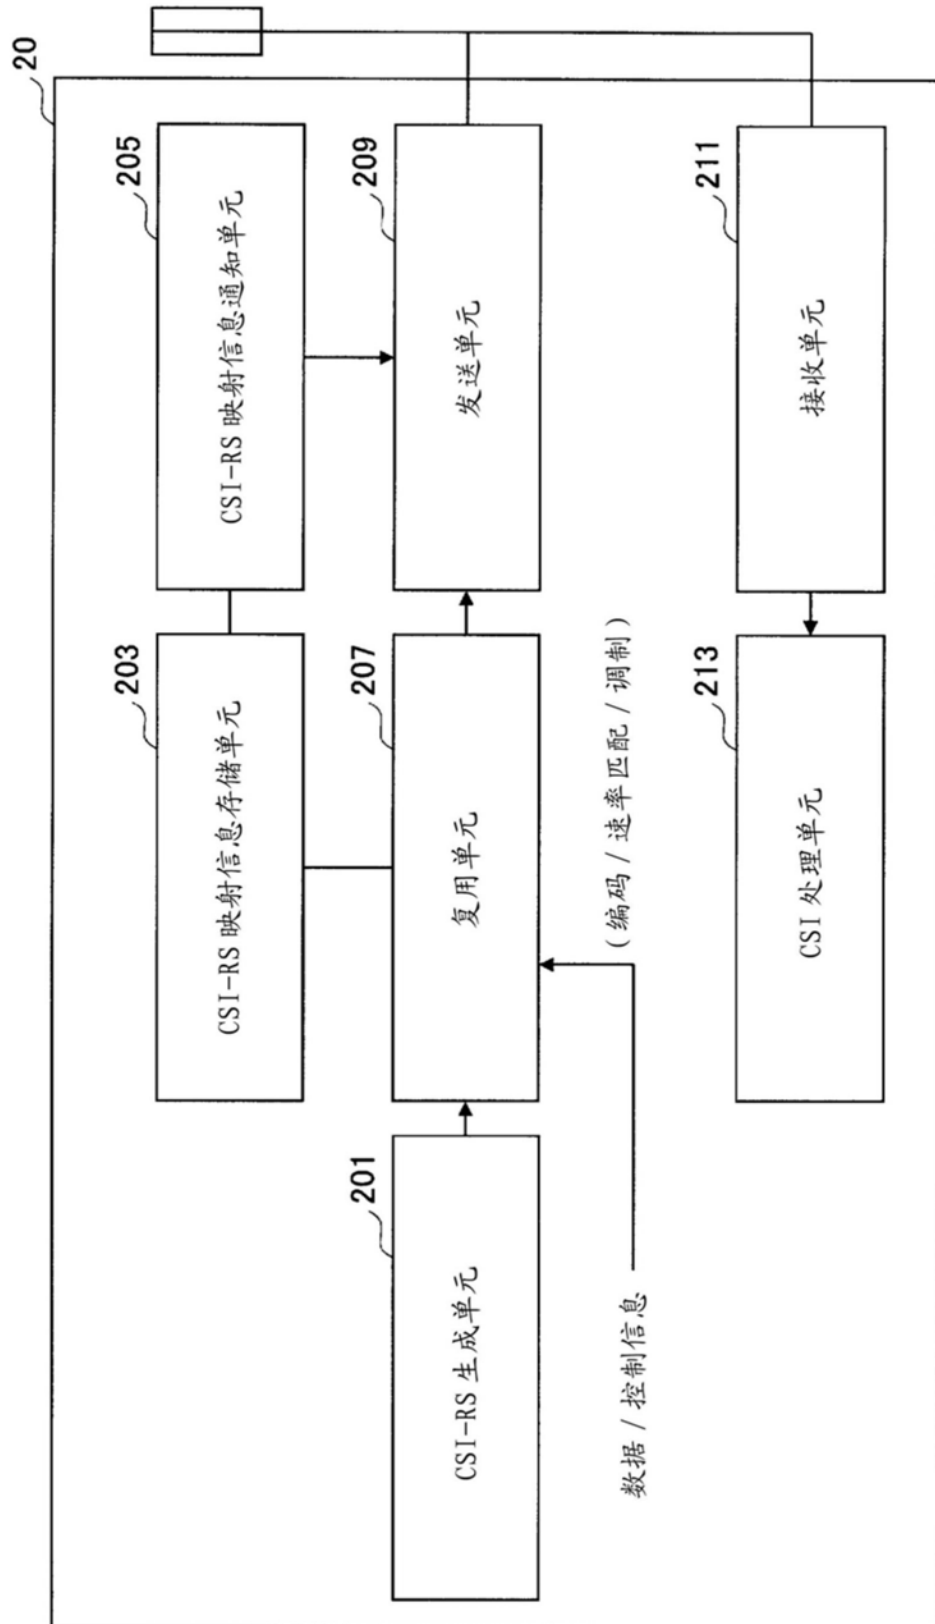 20
203
CSI-RS 映射信息存储单元
205
CSI-RS 映射信息通知单元
201
CSI-RS 生成单元
207
复用单元
209
发送单元
数据 / 控制信息
(编码 / 速率匹配 / 调制)
213
CSI 处理单元
211
接收单元